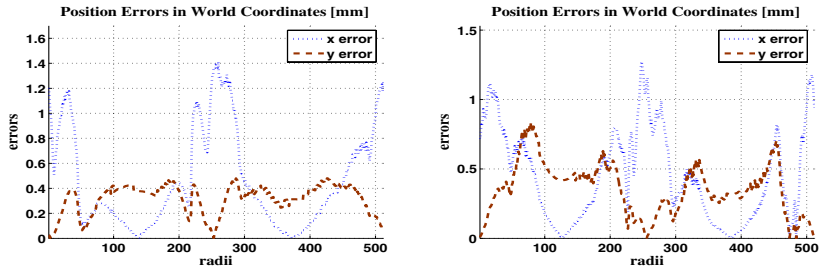 Position Errors in World Coordinates [mm]
x error
y error
errors
1.6
1.4
1.2
1
0.8
0.6
0.4
0.2
0
100 200 300 400 500
radii
Position Errors in World Coordinates [mm]
x error
y error
errors
1.5
1
0.5
0
100 200 300 400 500
radii